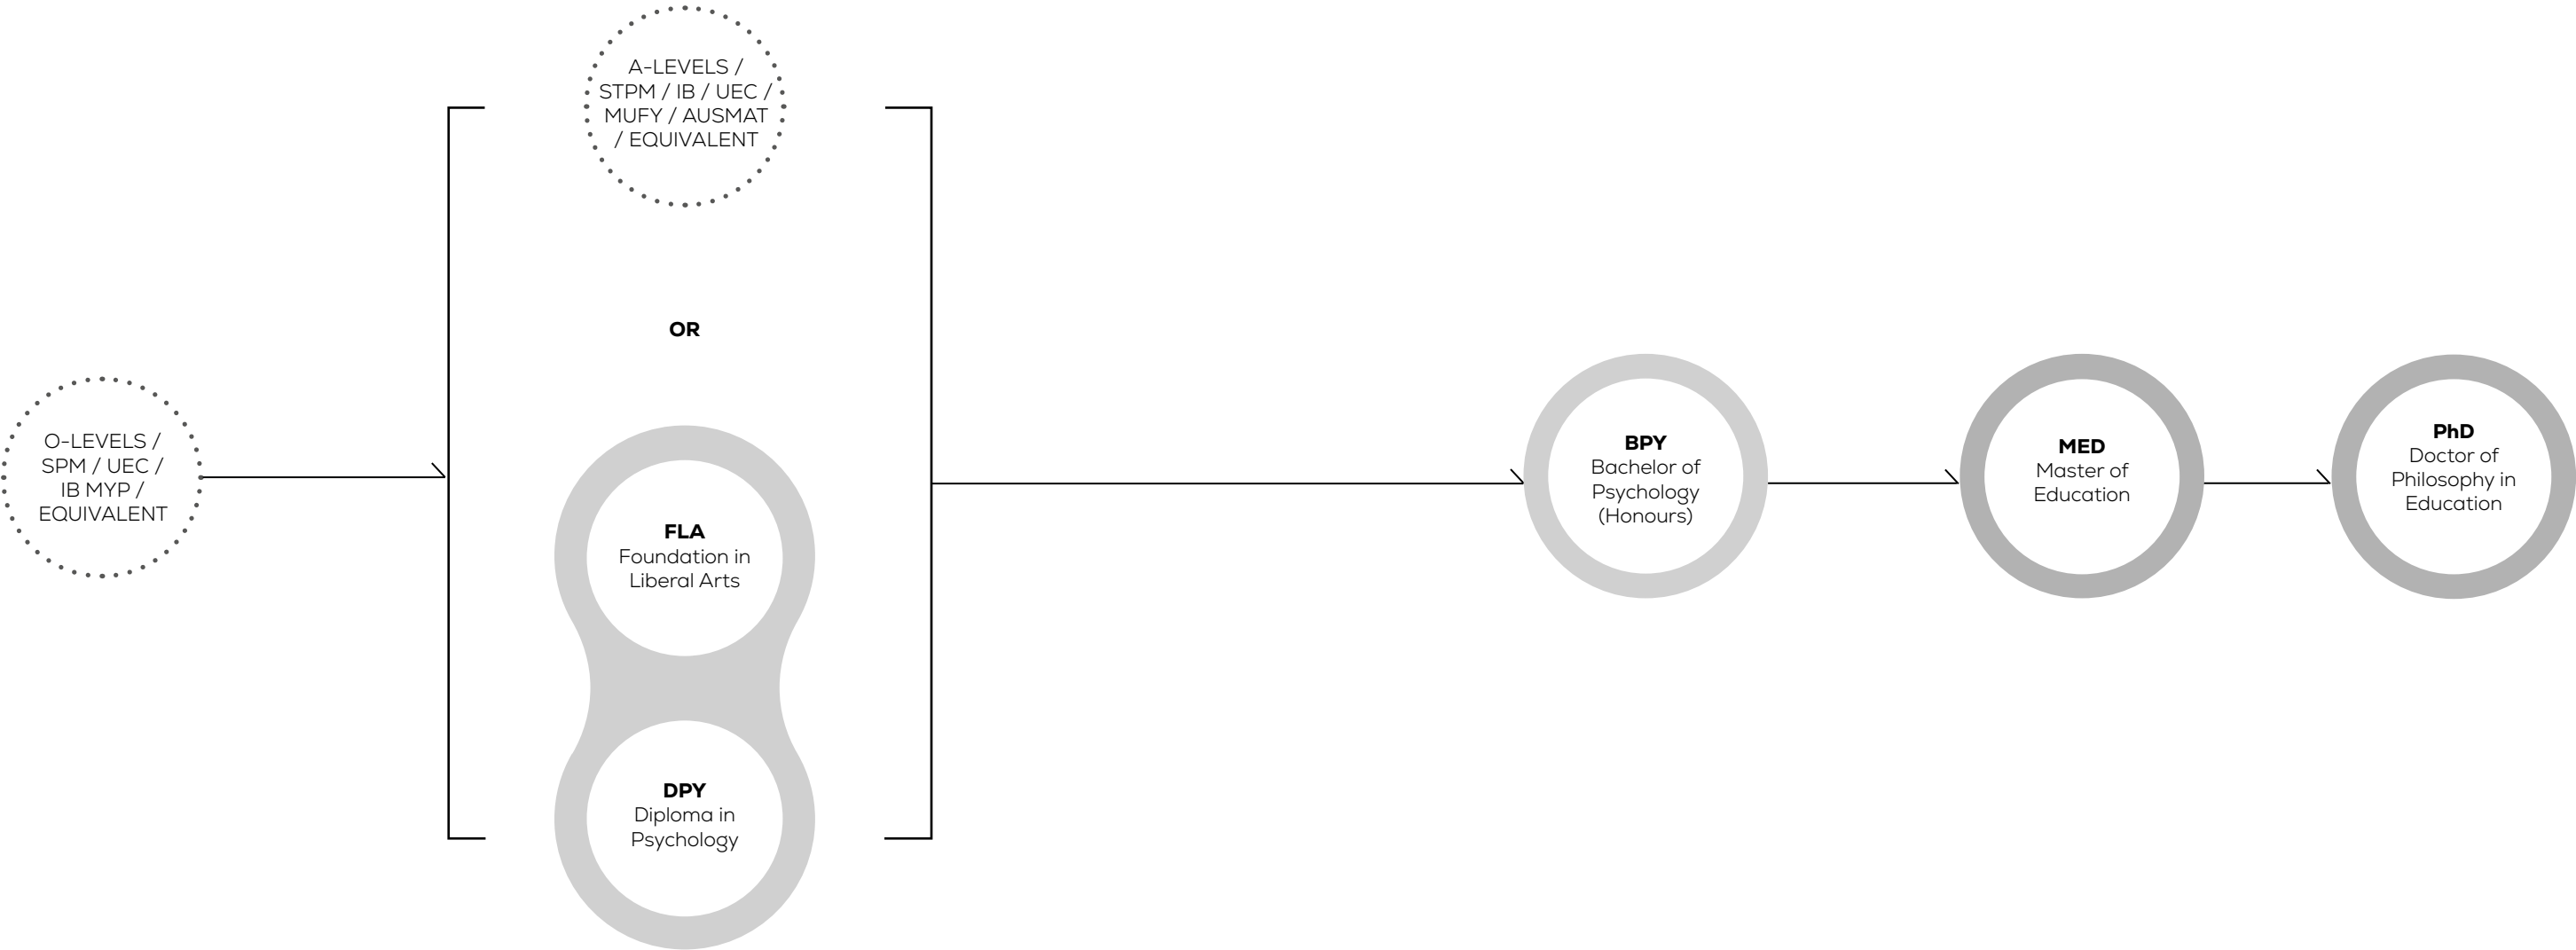 A-LEVELS /
STPM / IB / UEC /
MUFY / AUSMAT
/ EQUIVALENT
OR
O-LEVELS /
SPM / UEC /
IB MYP /
EQUIVALENT
FLA
Foundation in
Liberal Arts
DPY
Diploma in
Psychology
BPY
Bachelor of
Psychology
(Honours)
MED
Master of
Education
PhD
Doctor of
Philosophy in
Education